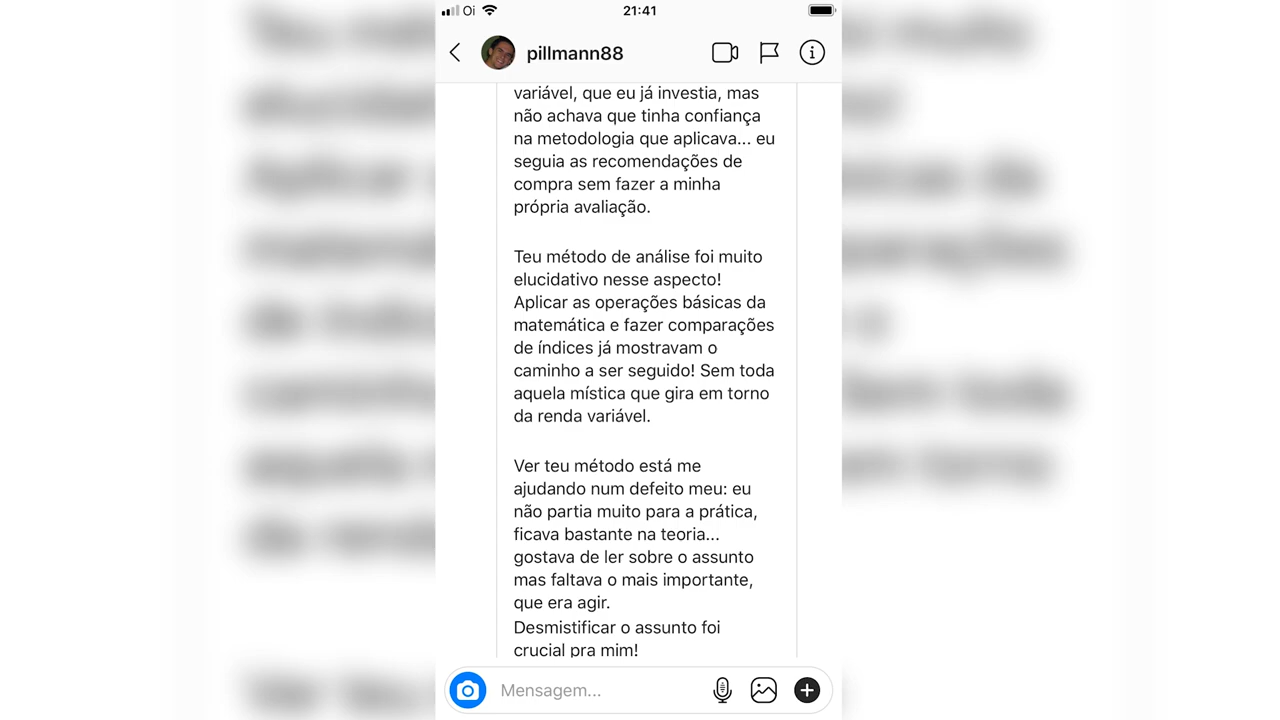 Oi
21:41
pillmann88
variável, que eu já investia, mas
não achava que tinha confiança
na metodologia que aplicava... eu
seguia as recomendações de
compra sem fazer a minha
própria avaliação.
Teu método de análise foi muito
elucidativo nesse aspecto!
Aplicar as operações básicas da
matemática e fazer comparações
de índices já mostravam o
caminho a ser seguido! Sem toda
aquela mística que gira em torno
da renda variável.
Ver teu método está me
ajudando num defeito meu: eu
não partia muito para a prática,
ficava bastante na teoria...
gostava de ler sobre o assunto
mas faltava o mais importante,
que era agir.
Desmistificar o assunto foi
crucial pra mim!
Mensagem...